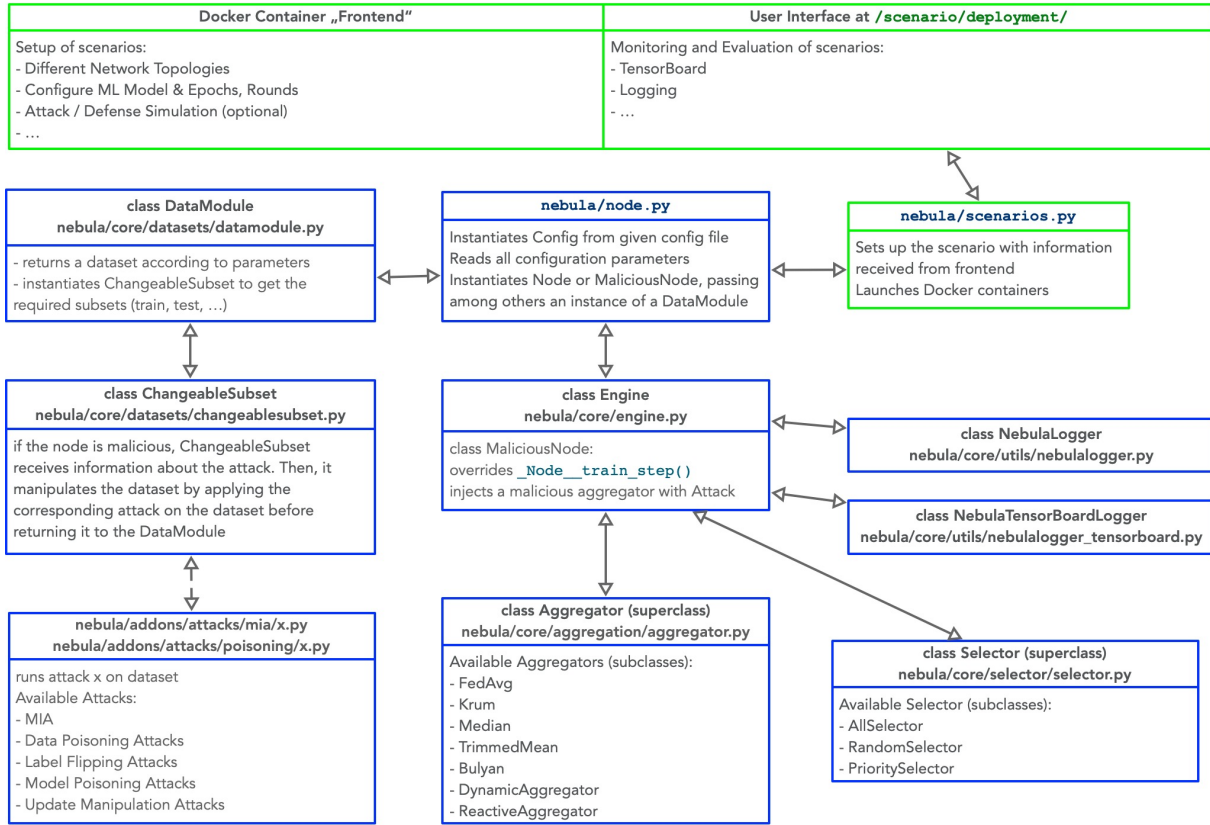 Docker Container „Frontend“
Setup of scenarios:
- Different Network Topologies
- Configure ML Model & Epochs, Rounds
- Attack / Defense Simulation (optional)
- …
User Interface at /scenario/deployment/
Monitoring and Evaluation of scenarios:
- TensorBoard
- Logging
- …
class DataModule
nebula/core/datasets/datamodule.py
- returns a dataset according to parameters
- instantiates ChangeableSubset to get the
required subsets (train, test, …)
nebula/node.py
Instantiates Config from given config file
Reads all configuration parameters
Instantiates Node or MaliciousNode, passing
among others an instance of a DataModule
nebula/scenarios.py
Sets up the scenario with information
received from frontend
Launches Docker containers
class ChangeableSubset
nebula/core/datasets/changeablesubset.py
if the node is malicious, ChangeableSubset
receives information about the attack. Then, it
manipulates the dataset by applying the
corresponding attack on the dataset before
returning it to the DataModule
class Engine
nebula/core/engine.py
class MaliciousNode:
overrides _Node__train_step()
injects a malicious aggregator with Attack
class NebulaLogger
nebula/core/utils/nebulalogger.py
class NebulaTensorBoardLogger
nebula/core/utils/nebulalogger_tensorboard.py
nebula/addons/attacks/mia/x.py
nebula/addons/attacks/poisoning/x.py
runs attack x on dataset
Available Attacks:
- MIA
- Data Poisoning Attacks
- Label Flipping Attacks
- Model Poisoning Attacks
- Update Manipulation Attacks
class Aggregator (superclass)
nebula/core/aggregation/aggregator.py
Available Aggregators (subclasses):
- FedAvg
- Krum
- Median
- TrimmedMean
- Bulyan
- DynamicAggregator
- ReactiveAggregator
class Selector (superclass)
nebula/core/selector/selector.py
Available Selector (subclasses):
- AllSelector
- RandomSelector
- PrioritySelector